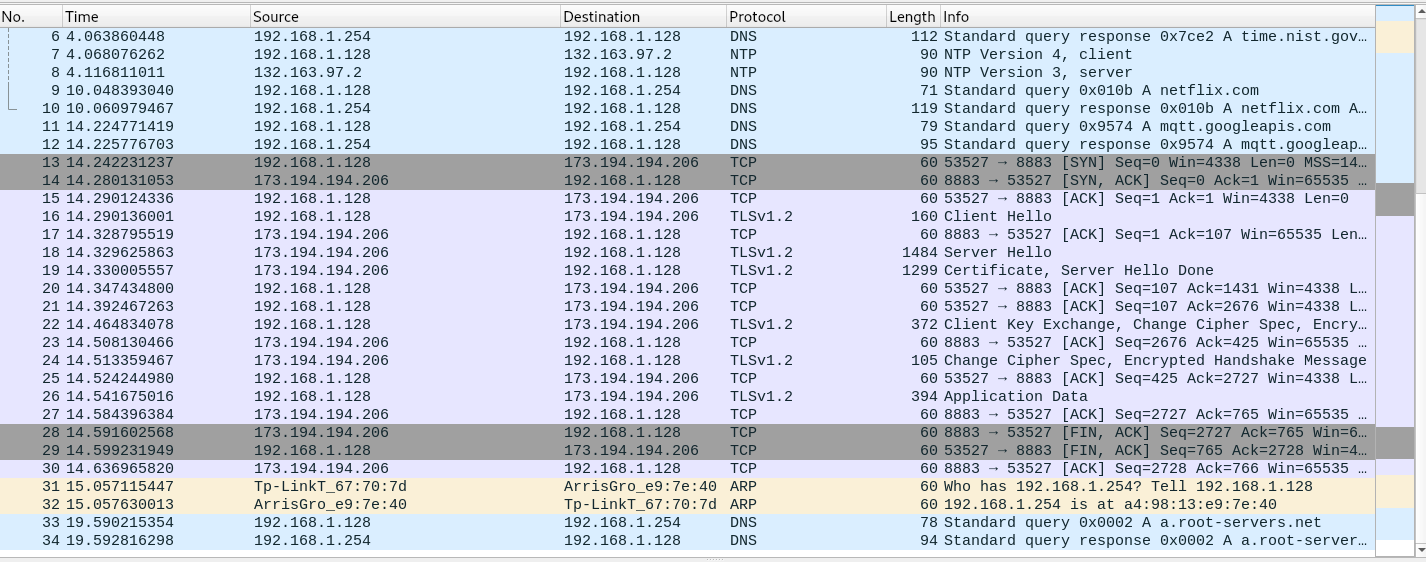 No. Time Source Destination Protocol Length Info
6 4.063860448 192.168.1.254 192.168.1.128 DNS 112 Standard query response 0x7ce2 A time.nist.gov…
7 4.068076262 192.168.1.128 132.163.97.2 NTP 90 NTP Version 4, client
8 4.116811011 132.163.97.2 192.168.1.128 NTP 90 NTP Version 3, server
9 10.048393040 192.168.1.128 192.168.1.254 DNS 71 Standard query 0x010b A netflix.com
10 10.060979467 192.168.1.254 192.168.1.128 DNS 119 Standard query response 0x010b A netflix.com A…
11 14.224771419 192.168.1.128 192.168.1.254 DNS 79 Standard query 0x9574 A mqtt.googleapis.com
12 14.225776703 192.168.1.254 192.168.1.128 DNS 95 Standard query response 0x9574 A mqtt.googleap…
13 14.242231237 192.168.1.128 173.194.194.206 TCP 60 53527 → 8883 [SYN] Seq=0 Win=4338 Len=0 MSS=14…
14 14.280131053 173.194.194.206 192.168.1.128 TCP 60 8883 → 53527 [SYN, ACK] Seq=0 Ack=1 Win=65535 …
15 14.290124336 192.168.1.128 173.194.194.206 TCP 60 53527 → 8883 [ACK] Seq=1 Ack=1 Win=4338 Len=0
16 14.290136001 192.168.1.128 173.194.194.206 TLSv1.2 160 Client Hello
17 14.328795519 173.194.194.206 192.168.1.128 TCP 60 8883 → 53527 [ACK] Seq=1 Ack=107 Win=65535 Len…
18 14.329625863 173.194.194.206 192.168.1.128 TLSv1.2 1484 Server Hello
19 14.330005557 173.194.194.206 192.168.1.128 TLSv1.2 1299 Certificate, Server Hello Done
20 14.347434800 192.168.1.128 173.194.194.206 TCP 60 53527 → 8883 [ACK] Seq=107 Ack=1431 Win=4338 L…
21 14.392467263 192.168.1.128 173.194.194.206 TCP 60 53527 → 8883 [ACK] Seq=107 Ack=2676 Win=4338 L…
22 14.464834078 192.168.1.128 173.194.194.206 TLSv1.2 372 Client Key Exchange, Change Cipher Spec, Encry…
23 14.508130466 173.194.194.206 192.168.1.128 TCP 60 8883 → 53527 [ACK] Seq=2676 Ack=425 Win=65535 …
24 14.513359467 173.194.194.206 192.168.1.128 TLSv1.2 105 Change Cipher Spec, Encrypted Handshake Message
25 14.524244980 192.168.1.128 173.194.194.206 TCP 60 53527 → 8883 [ACK] Seq=425 Ack=2727 Win=4338 L…
26 14.541675016 192.168.1.128 173.194.194.206 TLSv1.2 394 Application Data
27 14.584396384 173.194.194.206 192.168.1.128 TCP 60 8883 → 53527 [ACK] Seq=2727 Ack=765 Win=65535 …
28 14.591602568 173.194.194.206 192.168.1.128 TCP 60 8883 → 53527 [FIN, ACK] Seq=2727 Ack=765 Win=6…
29 14.599231949 192.168.1.128 173.194.194.206 TCP 60 53527 → 8883 [FIN, ACK] Seq=765 Ack=2728 Win=4…
30 14.636965820 173.194.194.206 192.168.1.128 TCP 60 8883 → 53527 [ACK] Seq=2728 Ack=766 Win=65535 …
31 15.057115447 Tp-LinkT_67:70:7d ArrisGro_e9:7e:40 ARP 60 Who has 192.168.1.254? Tell 192.168.1.128
32 15.057630013 ArrisGro_e9:7e:40 Tp-LinkT_67:70:7d ARP 60 192.168.1.254 is at a4:98:13:e9:7e:40
33 19.590215354 192.168.1.128 192.168.1.254 DNS 78 Standard query 0x0002 A a.root-servers.net
34 19.592816298 192.168.1.254 192.168.1.128 DNS 94 Standard query response 0x0002 A a.root-server…